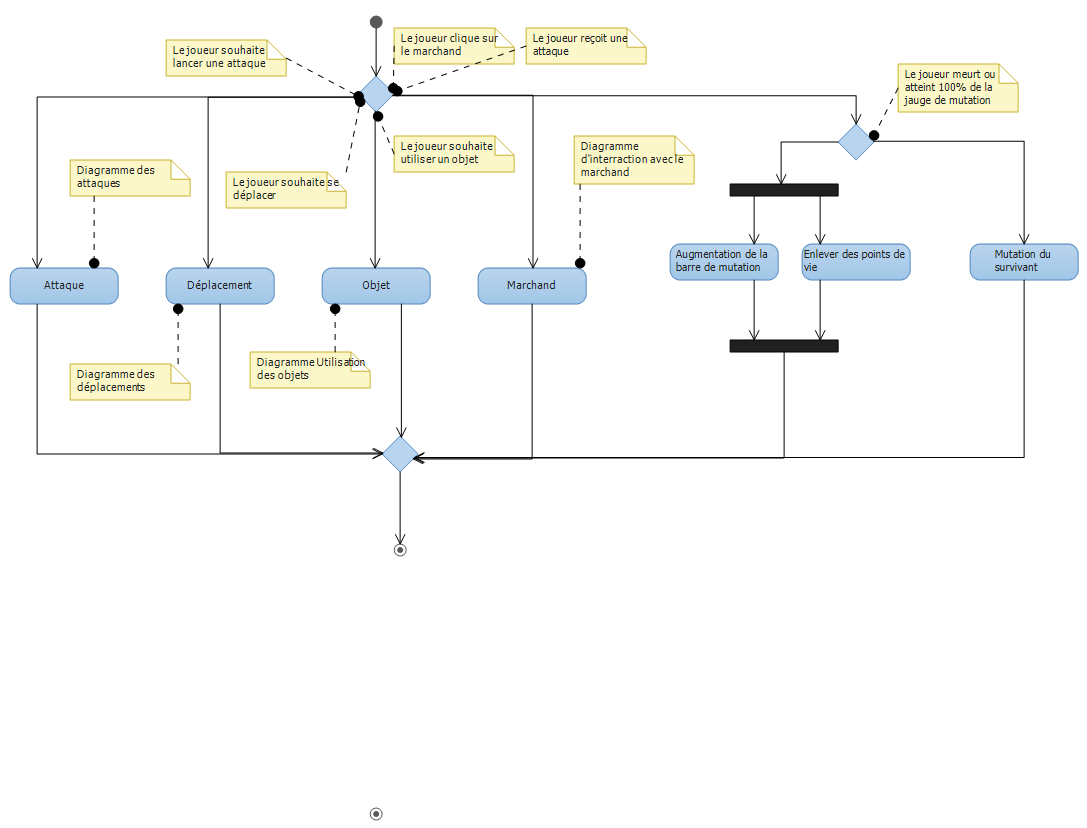 Le joueur souhaite
lancer une attaque
Le joueur clique sur
le marchand
Le joueur reçoit une
attaque
Le joueur meurt ou
atteint 100% de la
jauge de mutation
Le joueur souhaite
utiliser un objet
Diagramme
d'interraction avec le
marchand
Diagramme des
attaques
Le joueur souhaite se
déplacer
Augmentation de la
barre de mutation
Enlever des points de
vie
Mutation du
survivant
Attaque
Déplacement
Objet
Marchand
Diagramme Utilisation
des objets
Diagramme des
déplacements